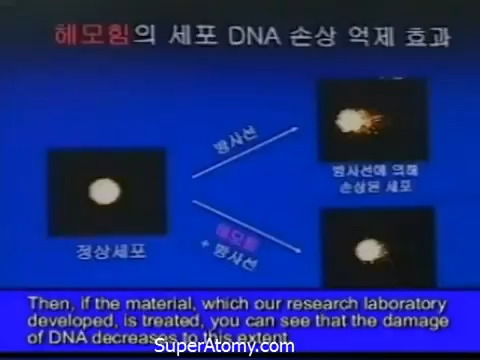 헤모힘의 세포 DNA 손상 억제 효과
방사선
방사선에 의해
손상된 세포
정상세포
헤모힘
+ 방사선
Then, if the material, which our research laboratory
developed, is treated, you can see that the damage
of DNA decreases to this extent
SuperAtomy.com